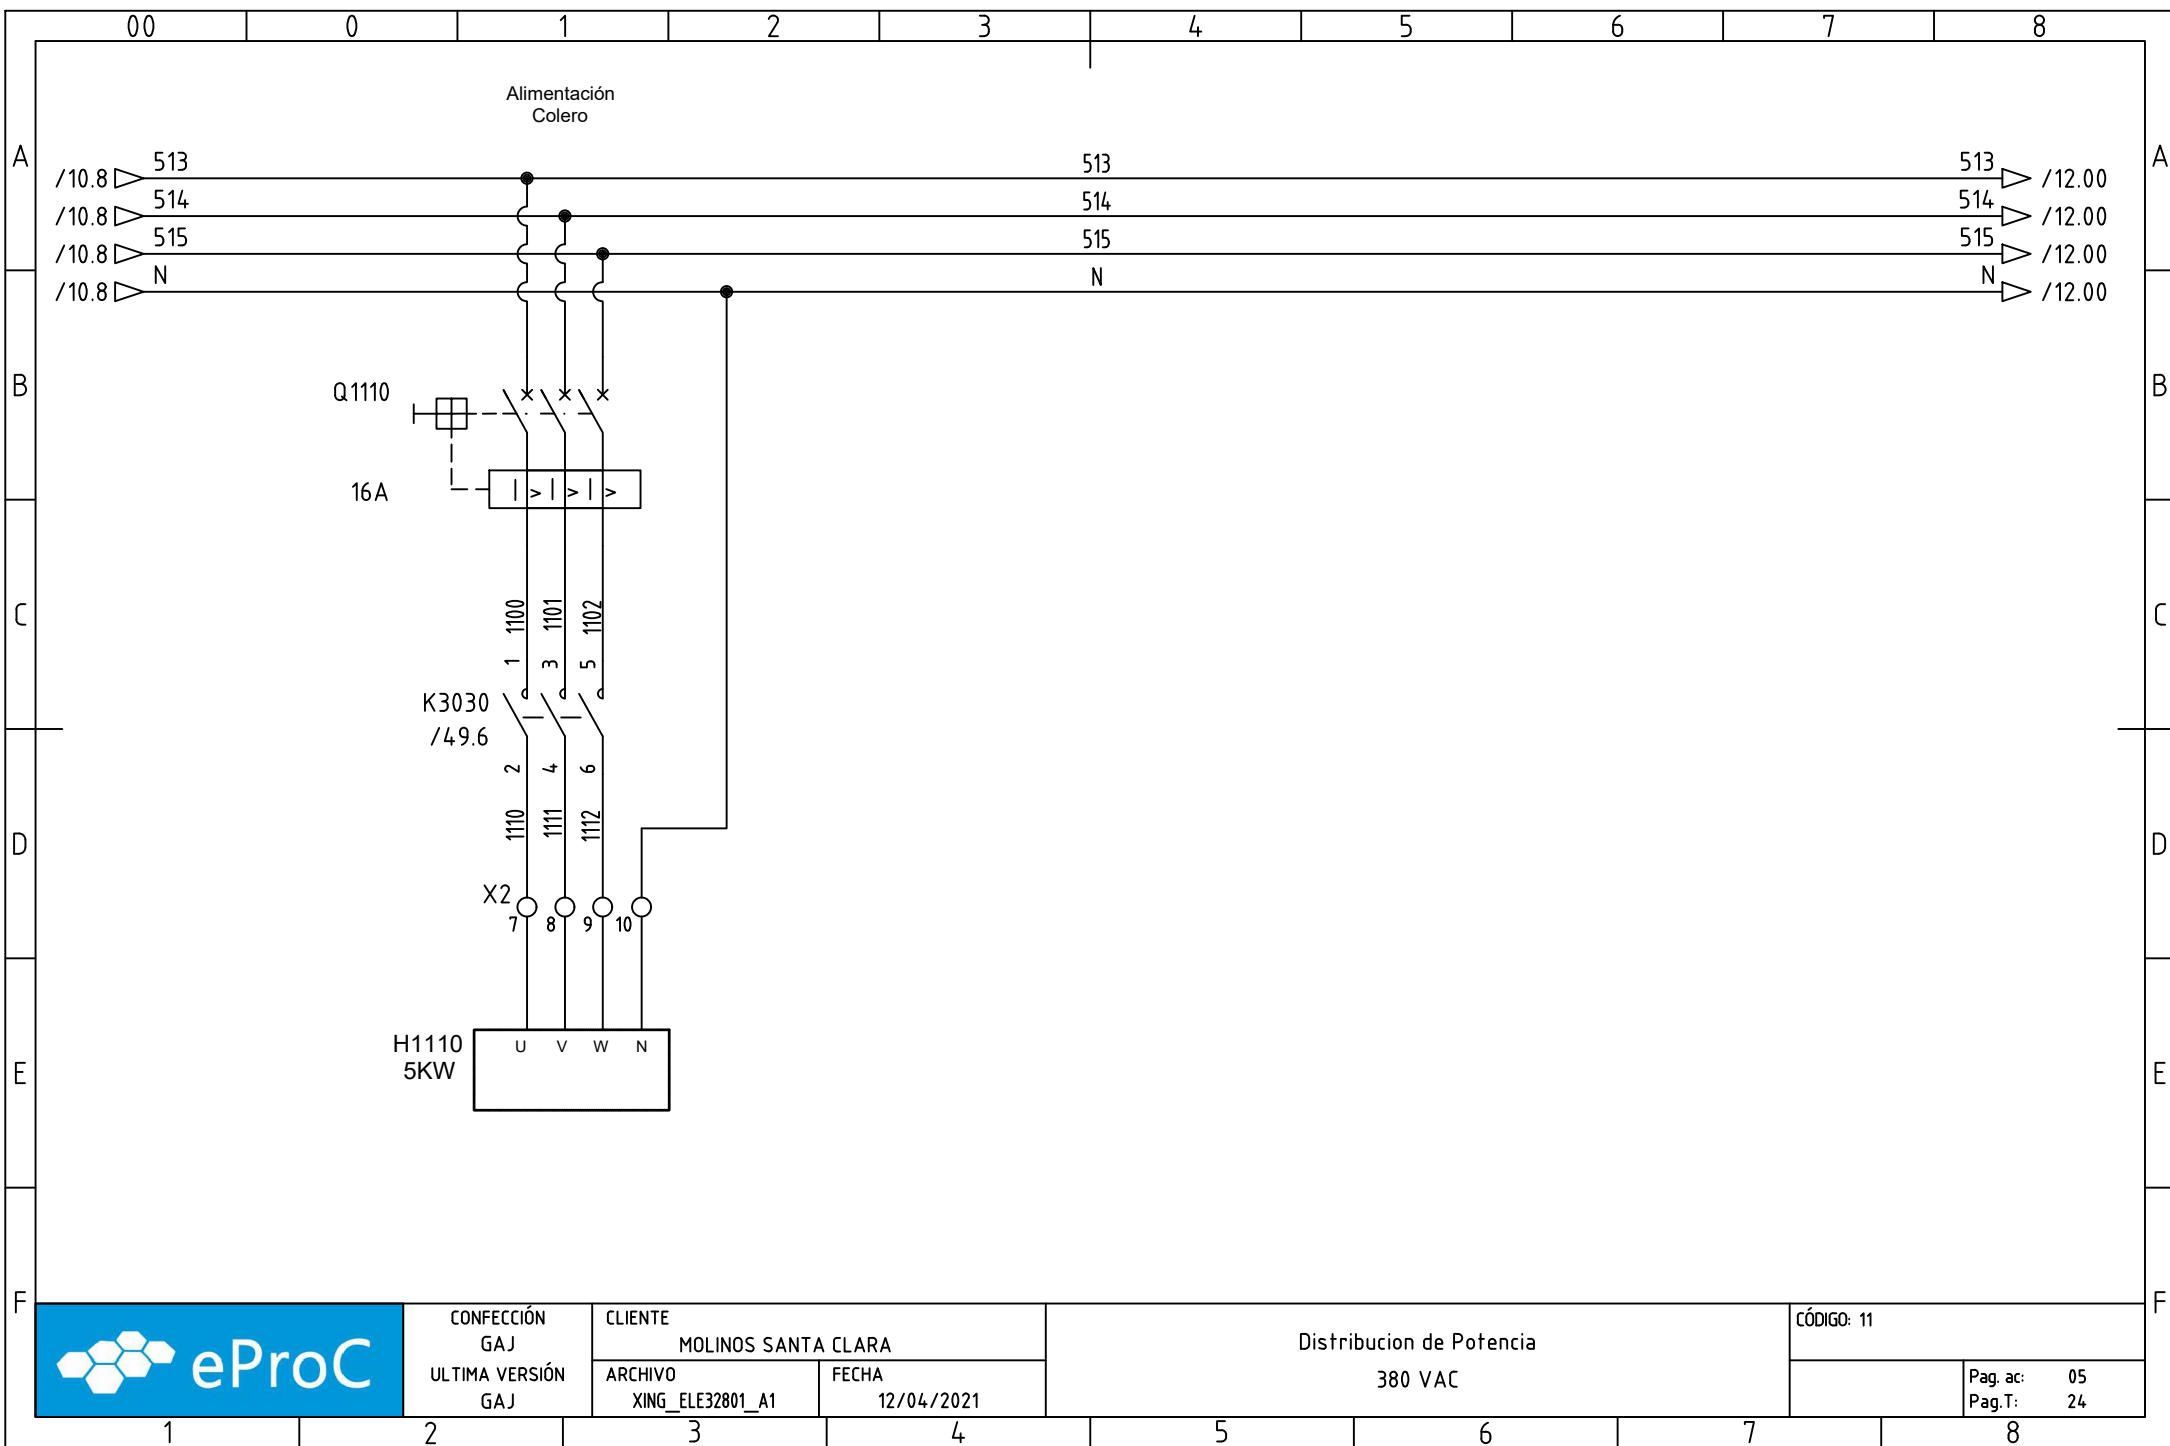 00 0 1 2 3 4 5 6 7 8
Alimentación
Colero
A A
/10.8 513 513 513 /12.00
/10.8 514 514 514 /12.00
/10.8 515 515 515 /12.00
/10.8 N N N /12.00
B B
Q1110
16A
I> I> I>
C C
1100 1101 1102
1 3 5
K3030
/49.6
2 4 6
1110 1111 1112
D D
X2
7 8 9 10
H1110
5KW
U V W N
E E
F F
eProC
CONFECCIÓN
GAJ
ULTIMA VERSIÓN
GAJ
CLIENTE
MOLINOS SANTA CLARA
ARCHIVO
XING_ELE32801_A1
FECHA
12/04/2021
Distribucion de Potencia
380 VAC
CÓDIGO: 11
Pag. ac: 05
Pag.T: 24
1 2 3 4 5 6 7 8